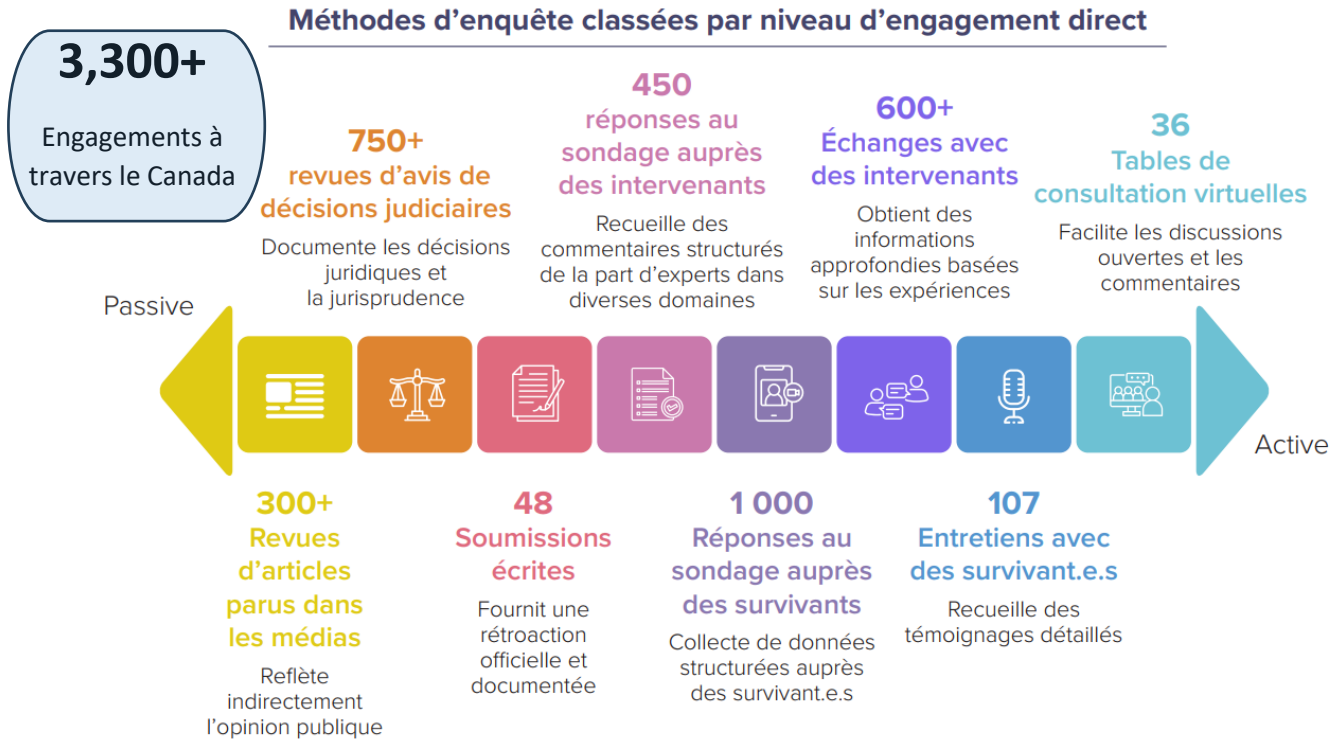 Méthodes d’enquête classées par niveau d’engagement direct
3,300+
Engagements à
travers le Canada
750+
revues d’avis de
décisions judiciaires
Documente les décisions
juridiques et
la jurisprudence
450
réponses au
sondage auprès
des intervenants
Recueille des
commentaires structurés
de la part d’experts dans
diverses domaines
600+
Échanges avec
des intervenants
Obtient des
informations
approfondies basées
sur les expériences
36
Tables de
consultation virtuelles
Facilite les discussions
ouvertes et les
commentaires
Passive
Active
300+
Revues
d’articles
parus dans
les médias
Reflète
indirectement
l’opinion publique
48
Soumissions
écrites
Fournit une
rétroaction
officielle et
documentée
1 000
Réponses au
sondage auprès
des survivants
Collecte de données
structurées auprès
des survivant.e.s
107
Entretiens avec
des survivant.e.s
Recueille des
témoignages détaillés